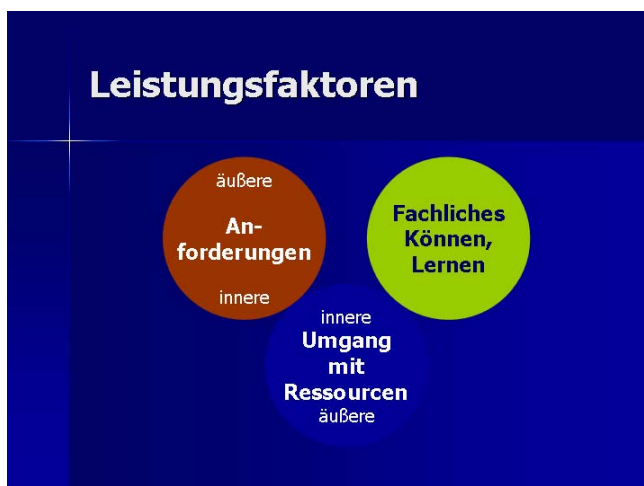 Leistungsfaktoren
äußere
An-
forderungen
innere
Fachliches
Können,
Lernen
innere
Umgang
mit
Ressourcen
äußere